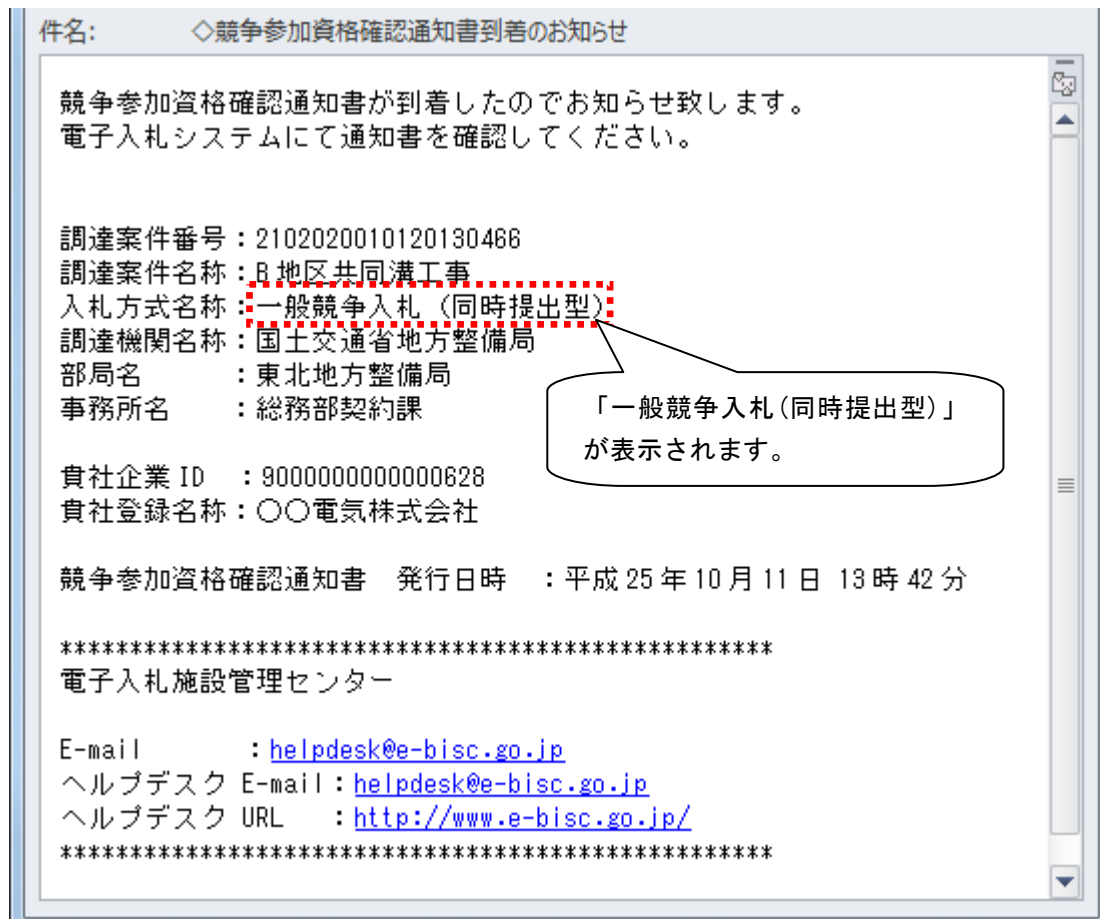 件名: ◇競争参加資格確認通知書到着のお知らせ
競争参加資格確認通知書が到着したのでお知らせ致します。
電子入札システムにて通知書を確認してください。
調達案件番号：2102020010120130466
調達案件名称：B地区共同溝工事
入札方式名称：一般競争入札（同時提出型）
調達機関名称：国土交通省地方整備局
部局名　　　：東北地方整備局
事務所名　　：総務部契約課
「一般競争入札(同時提出型)」
が表示されます。
貴社企業ID　：9000000000000628
貴社登録名称：〇〇電気株式会社
競争参加資格確認通知書　発行日時　：平成25年10月11日 13時42分
***************************************************
電子入札施設管理センター
E-mail　　　　：helpdesk@e-bisc.go.jp
ヘルプデスク E-mail：helpdesk@e-bisc.go.jp
ヘルプデスク URL　：http://www.e-bisc.go.jp/
***************************************************